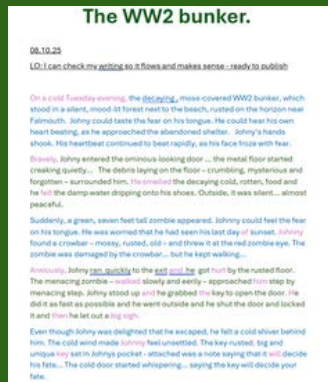 The WW2 bunker.
08.10.25
LO: I can check my writing so it flows and makes sense - ready to publish
On a cold Tuesday evening, the decaying , moss-covered WW2 bunker, which
stood in a silent, mood-lit forest next to the beach, rusted on the horizon near
Falmouth. Johnny could taste the fear on his tongue. He could hear his own
heart beating, as he approached the abandoned shelter. Johny's hands
shook. His heartbeat continued to beat rapidly, as his face froze with fear.
Bravely, Johny entered the ominous-looking door ... the metal floor started
creaking quietly... The debris laying on the floor – crumbling, mysterious and
forgotten – surrounded him. He smelled the decaying cold, rotten, food and
he felt the damp water dripping onto his shoes. Outside, it was silent... almost
peaceful.
Suddenly, a green, seven feet tall zombie appeared. Johnny could feel the fear
on his tongue. He was worried that he had seen his last day of sunset. Johnny
found a crowbar – mossy, rusted, old - and threw it at the red zombie eye. The
zombie was damaged by the crowbar... but he kept walking...
Anxiously, Johny ran quickly to the exit and he got hurt by the rusted floor.
The menacing zombie – walked slowly and eerily – approached him step by
menacing step. Johny stood up and he grabbed the key to open the door. He
did it as fast as possible and he went outside and he shut the door and locked
it and then he let out a big sigh.
Even though Johny was delighted that he escaped, he felt a cold shiver behind
him. The cold wind made Johnny feel unsettled. The key rusted, big and
unique key set in Johnys pocket - attached was a note saying that it will decide
his fate... The cold door started whispering... saying the key will decide your
fate.